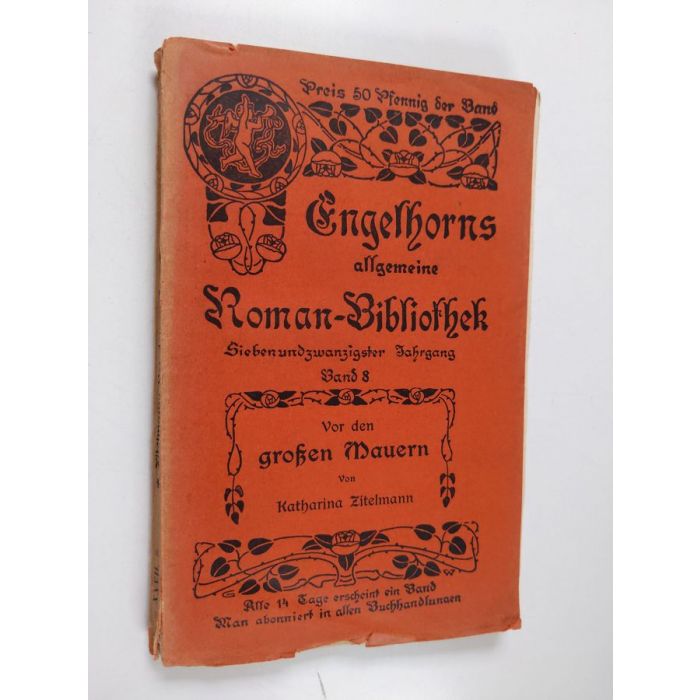 Preis 50 Pfennig der Band
Engelhorns
allgemeine
Roman-Bibliothek
Siebenundzwanzigster Jahrgang
Band 8
Vor den
großen Mauern
von
Katharina Zitelmann
G W
Alle 14 Tage erscheint ein Band
Man abonniert in allen Buchhandlungen